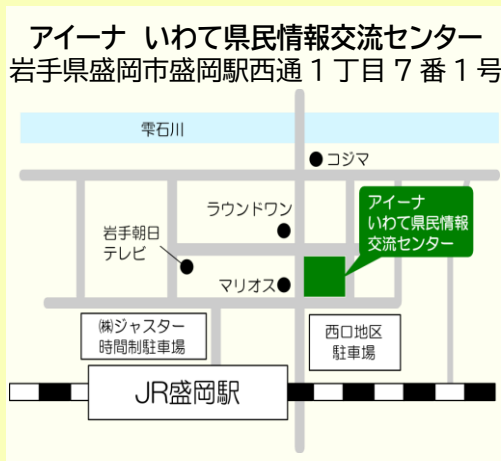 アイーナ いわて県民情報交流センター
岩手県盛岡市盛岡駅西通１丁目７番１号
雫石川
コジマ
ラウンドワン
アイーナ
いわて県民情報
交流センター
岩手朝日
テレビ
マリオス
㈱ジャスター
時間制駐車場
西口地区
駐車場
JR盛岡駅